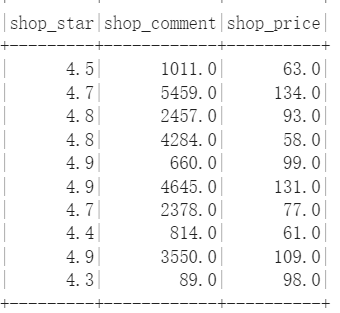 |shop_star|shop_comment|shop_price|
+---------+------------+----------+
|      4.5|      1011.0|      63.0|
|      4.7|      5459.0|     134.0|
|      4.8|      2457.0|      93.0|
|      4.8|      4284.0|      58.0|
|      4.9|       660.0|      99.0|
|      4.9|      4645.0|     131.0|
|      4.7|      2378.0|      77.0|
|      4.4|       814.0|      61.0|
|      4.9|      3550.0|     109.0|
|      4.3|        89.0|      98.0|
+---------+------------+----------+